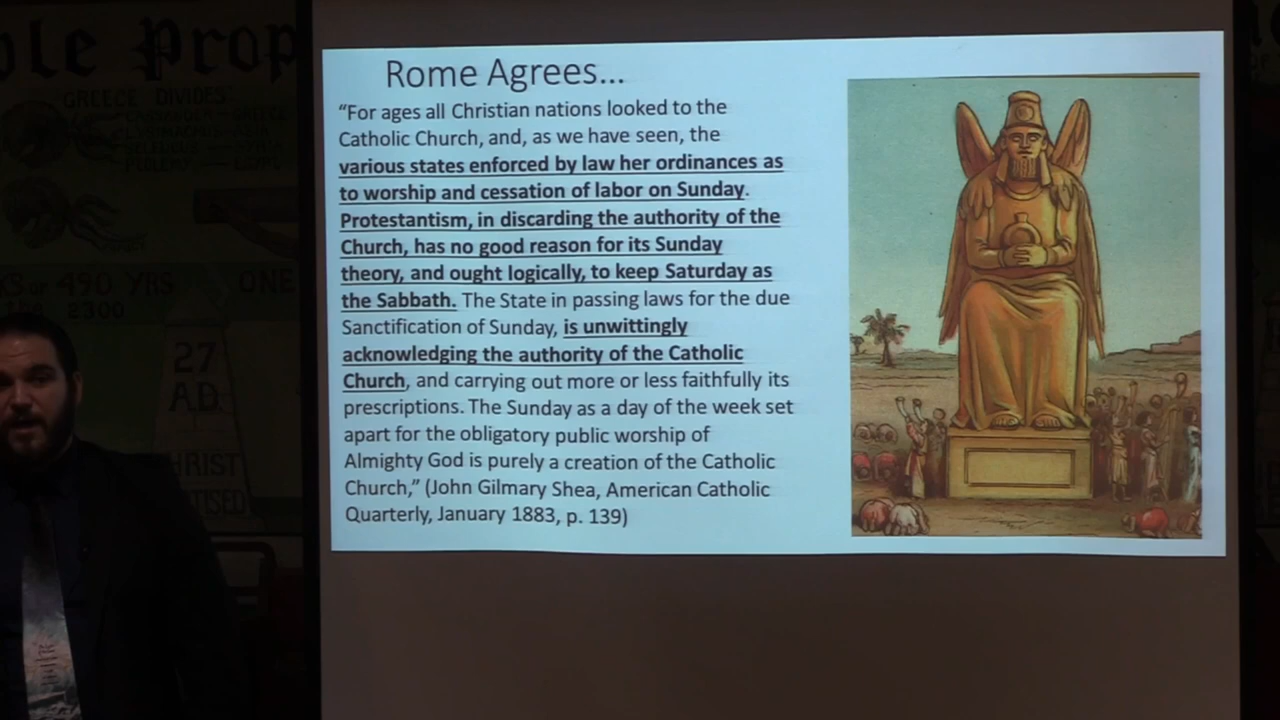 ple Prop
GREECE DIVIDES:
490 YRS
ONE
2300
27
A.D.
Rome Agrees...
“For ages all Christian nations looked to the
Catholic Church, and, as we have seen, the
various states enforced by law her ordinances as
to worship and cessation of labor on Sunday.
Protestantism, in discarding the authority of the
Church, has no good reason for its Sunday
theory, and ought logically, to keep Saturday as
the Sabbath. The State in passing laws for the due
Sanctification of Sunday, is unwittingly
acknowledging the authority of the Catholic
Church, and carrying out more or less faithfully its
prescriptions. The Sunday as a day of the week set
apart for the obligatory public worship of
Almighty God is purely a creation of the Catholic
Church,” (John Gilmary Shea, American Catholic
Quarterly, January 1883, p. 139)